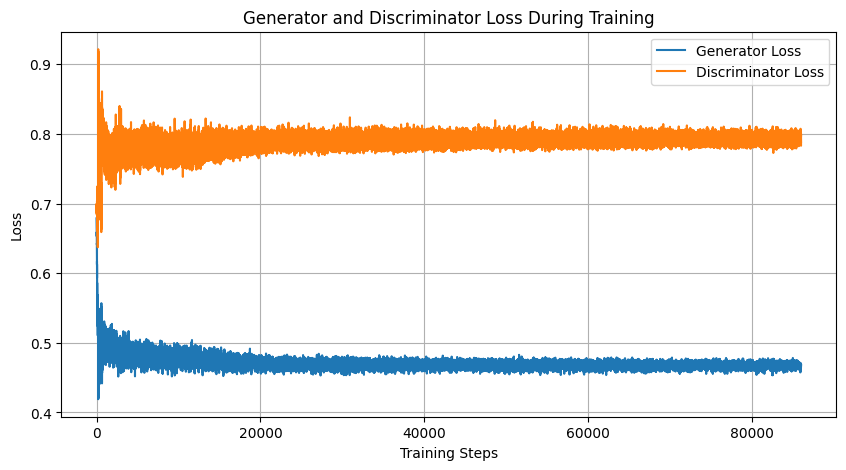 Generator and Discriminator Loss During Training
Generator Loss
Discriminator Loss
Loss
0.9
0.8
0.7
0.6
0.5
0.4
0
20000
40000
60000
80000
Training Steps